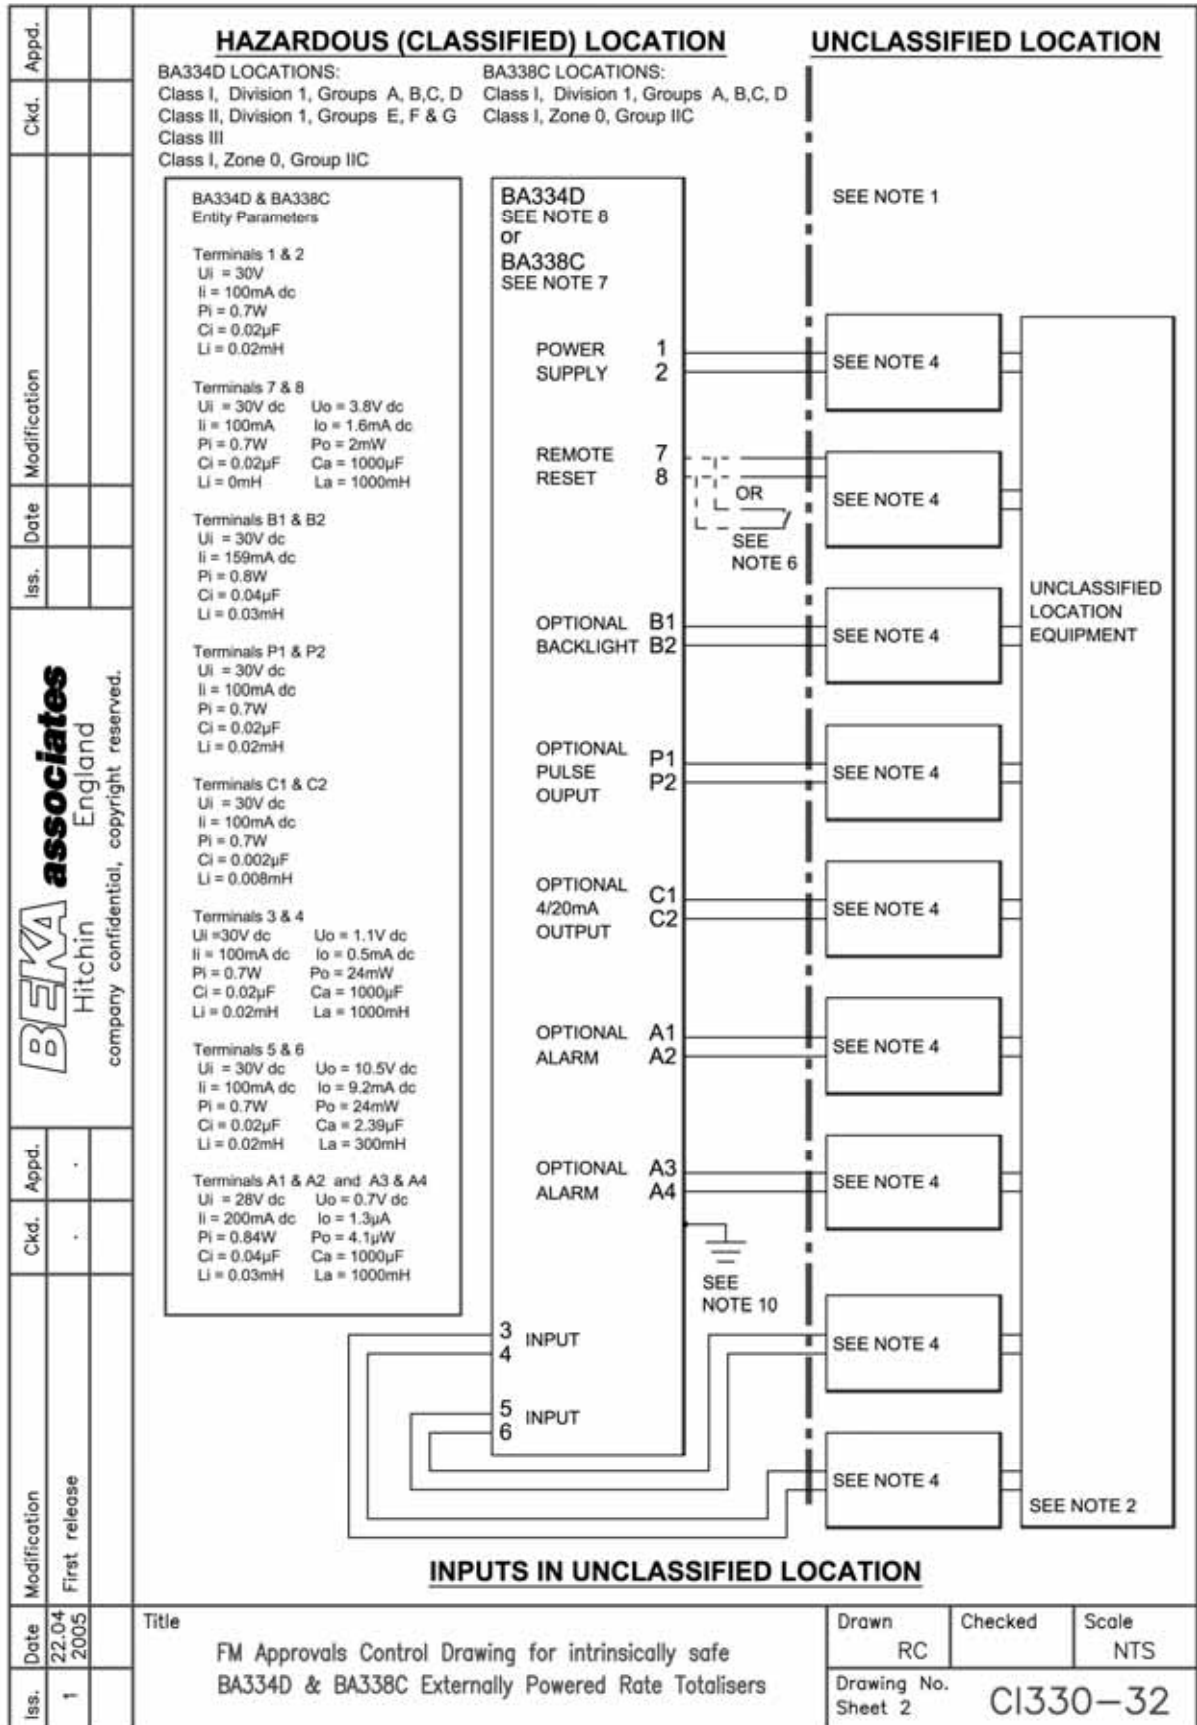 HAZARDOUS (CLASSIFIED) LOCATION
UNCLASSIFIED LOCATION
BA334D LOCATIONS:
Class I, Division 1, Groups A, B,C, D
Class II, Division 1, Groups E, F & G
Class III
Class I, Zone 0, Group IIC
BA338C LOCATIONS:
Class I, Division 1, Groups A, B,C, D
Class I, Zone 0, Group IIC
BA334D & BA338C
Entity Parameters
Terminals 1 & 2
Ui = 30V
Ii = 100mA dc
Pi = 0.7W
Ci = 0.02µF
Li = 0.02mH
Terminals 7 & 8
Ui = 30V dc Uo = 3.8V dc
Ii = 100mA Io = 1.6mA dc
Pi = 0.7W Po = 2mW
Ci = 0.02µF Ca = 1000µF
Li = 0mH La = 1000mH
Terminals B1 & B2
Ui = 30V dc
Ii = 159mA dc
Pi = 0.8W
Ci = 0.04µF
Li = 0.03mH
Terminals P1 & P2
Ui = 30V dc
Ii = 100mA dc
Pi = 0.7W
Ci = 0.02µF
Li = 0.02mH
Terminals C1 & C2
Ui = 30V dc
Ii = 100mA dc
Pi = 0.7W
Ci = 0.002µF
Li = 0.008mH
Terminals 3 & 4
Ui =30V dc Uo = 1.1V dc
Ii = 100mA dc Io = 0.5mA dc
Pi = 0.7W Po = 24mW
Ci = 0.02µF Ca = 1000µF
Li = 0.02mH La = 1000mH
Terminals 5 & 6
Ui = 30V dc Uo = 10.5V dc
Ii = 100mA dc Io = 9.2mA dc
Pi = 0.7W Po = 24mW
Ci = 0.02µF Ca = 2.39µF
Li = 0.02mH La = 300mH
Terminals A1 & A2 and A3 & A4
Ui = 28V dc Uo = 0.7V dc
Ii = 200mA dc Io = 1.3µA
Pi = 0.84W Po = 4.1µW
Ci = 0.04µF Ca = 1000µF
Li = 0.03mH La = 1000mH
BA334D
SEE NOTE 8
or
BA338C
SEE NOTE 7
SEE NOTE 1
POWER 1
SUPPLY 2
SEE NOTE 4
REMOTE 7
RESET 8
OR
SEE
NOTE 6
SEE NOTE 4
OPTIONAL B1
BACKLIGHT B2
SEE NOTE 4
UNCLASSIFIED
LOCATION
EQUIPMENT
OPTIONAL
PULSE
OUPUT
P1
P2
SEE NOTE 4
OPTIONAL
4/20mA
OUTPUT
C1
C2
SEE NOTE 4
OPTIONAL A1
ALARM A2
SEE NOTE 4
OPTIONAL A3
ALARM A4
SEE NOTE 4
SEE
NOTE 10
3
4
INPUT
SEE NOTE 4
5
6
INPUT
SEE NOTE 4
SEE NOTE 2
INPUTS IN UNCLASSIFIED LOCATION
Title
FM Approvals Control Drawing for intrinsically safe
BA334D & BA338C Externally Powered Rate Totalisers
Drawn
RC
Checked
Scale
NTS
Drawing No.
Sheet 2
CI330-32
Iss. Date Modification Ckd. Appd.
1 22.04 2005 First release . .
BEKA associates
Hitchin England
company confidential, copyright reserved.
Iss. Date Modification Ckd. Appd.